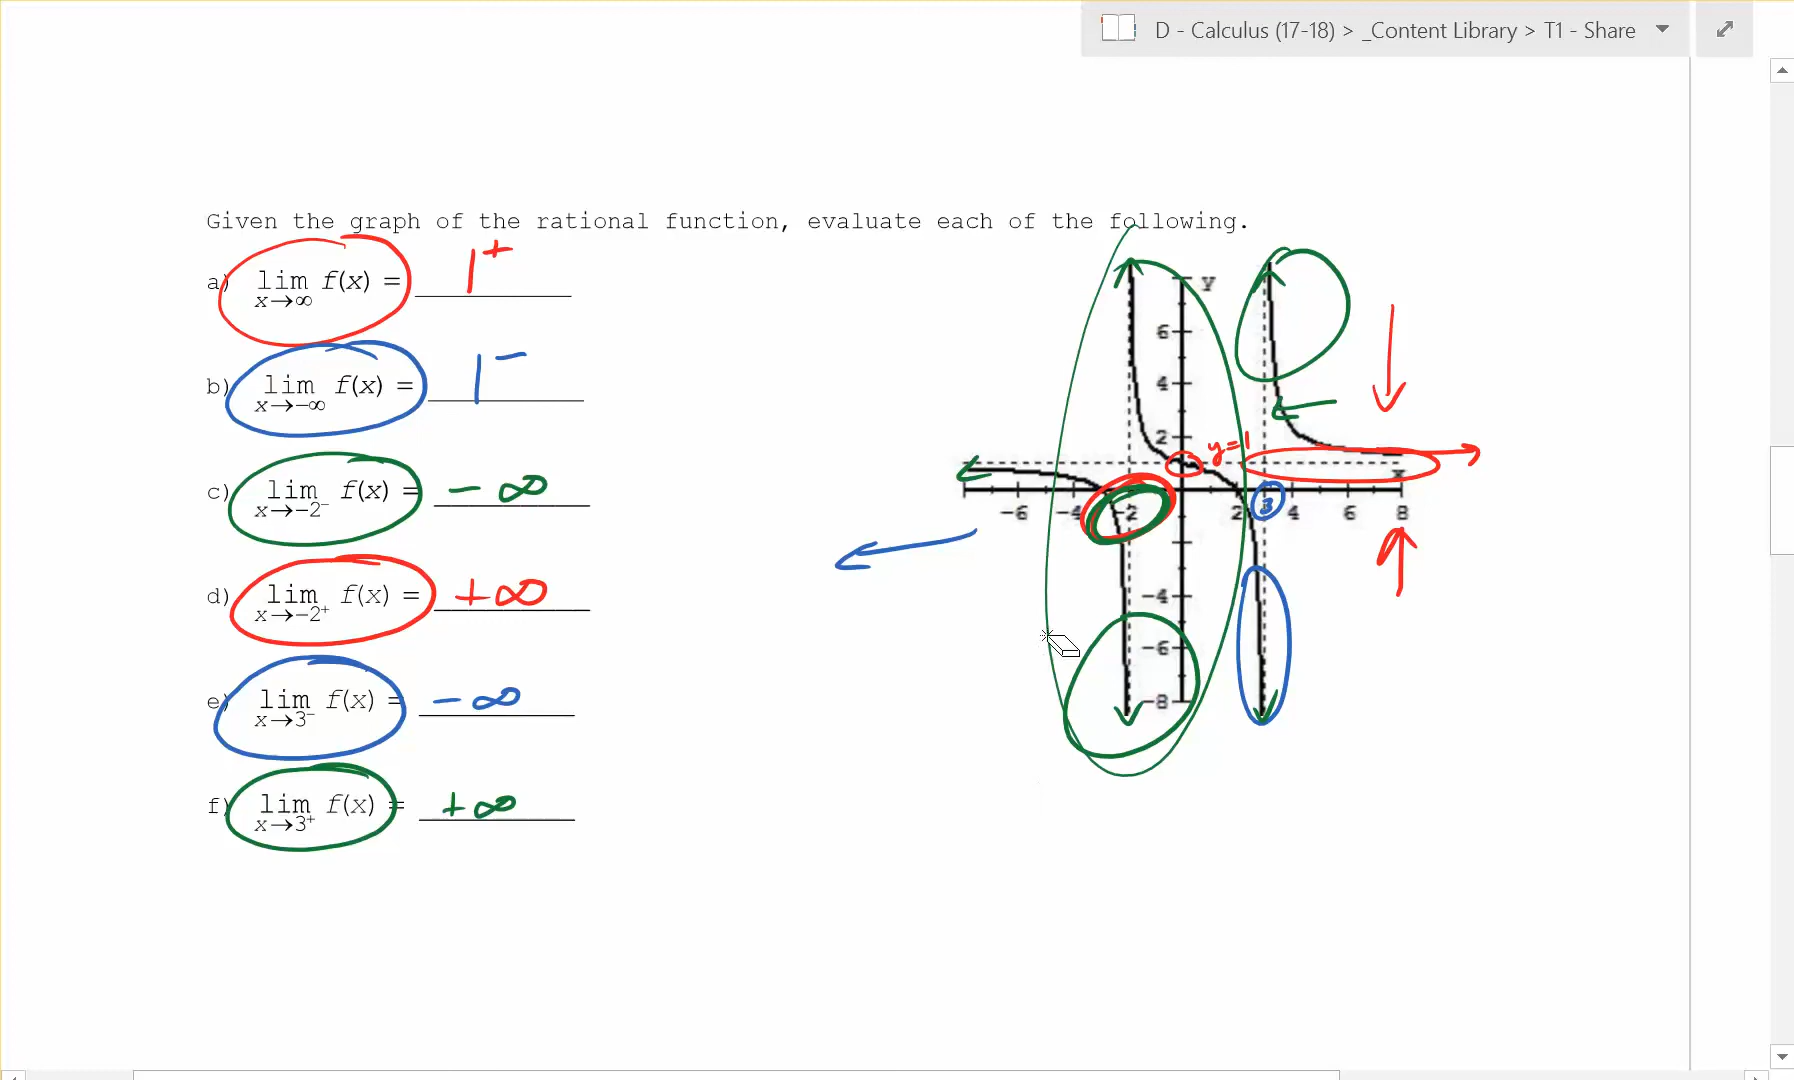 D - Calculus (17-18) > _Content Library > T1 - Share
Given the graph of the rational function, evaluate each of the following.
a) lim f(x) = 1⁺
x→∞
b) lim f(x) = 1⁻
x→−∞
c) lim f(x) = − ∞
x→−2⁻
d) lim f(x) = +∞
x→−2⁺
e) lim f(x) = − ∞
x→3⁻
f) lim f(x) = +∞
x→3⁺
y
6
4
2
y=1
x
-6 -4 -2 2 3 4 6 8
-4
-6
-8